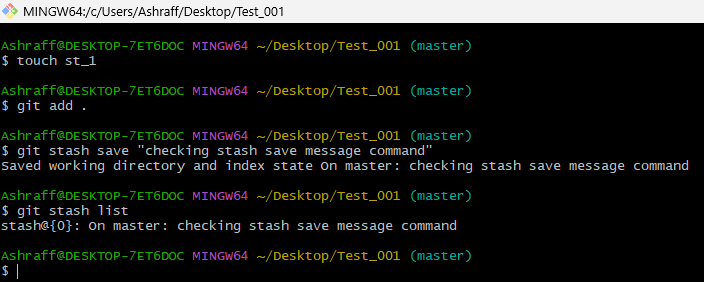 MINGW64:/c/Users/Ashraff/Desktop/Test_001
Ashraff@DESKTOP-7ET6DOC MINGW64 ~/Desktop/Test_001 (master)
$ touch st_1
Ashraff@DESKTOP-7ET6DOC MINGW64 ~/Desktop/Test_001 (master)
$ git add .
Ashraff@DESKTOP-7ET6DOC MINGW64 ~/Desktop/Test_001 (master)
$ git stash save "checking stash save message command"
Saved working directory and index state On master: checking stash save message command
Ashraff@DESKTOP-7ET6DOC MINGW64 ~/Desktop/Test_001 (master)
$ git stash list
stash@{0}: On master: checking stash save message command
Ashraff@DESKTOP-7ET6DOC MINGW64 ~/Desktop/Test_001 (master)
$